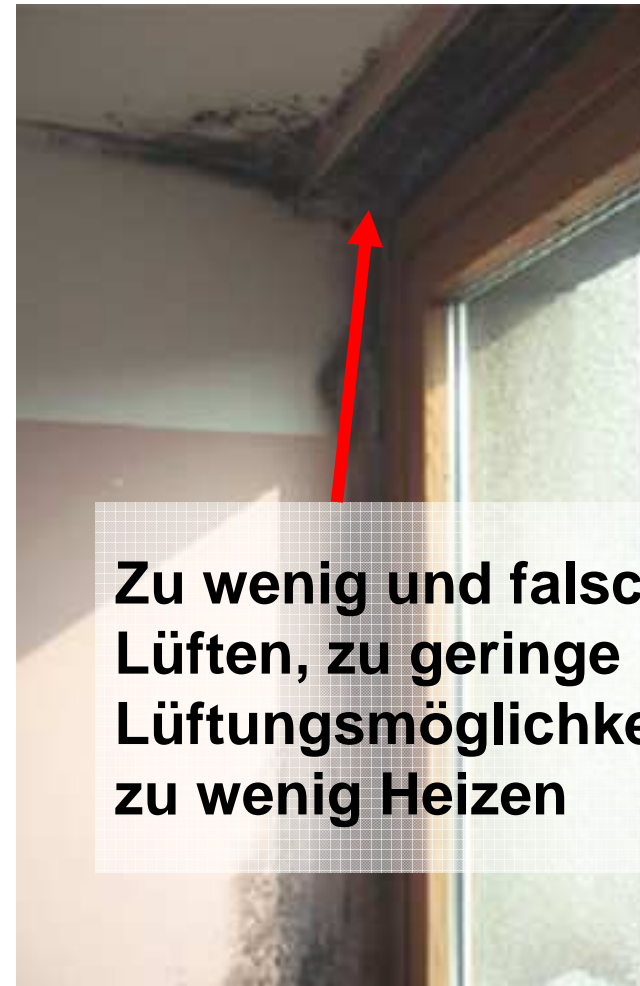 Zu wenig und falsc
Lüften, zu geringe
Lüftungsmöglichke
zu wenig Heizen